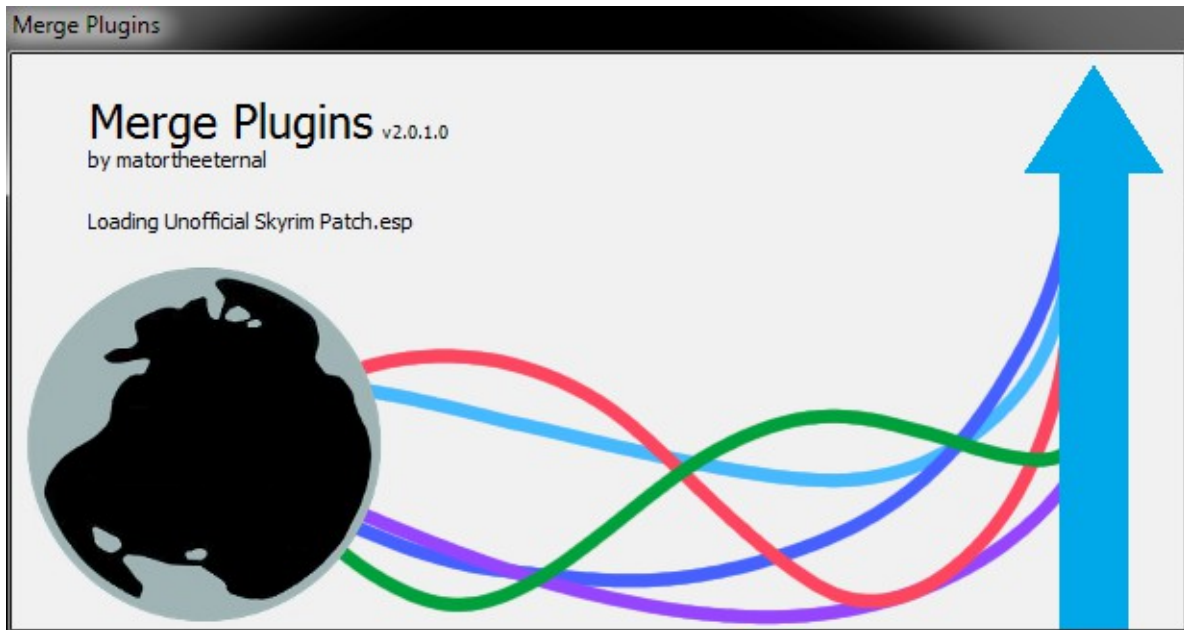 Merge Plugins
Merge Plugins v2.0.1.0
by matortheeternal
Loading Unofficial Skyrim Patch.esp